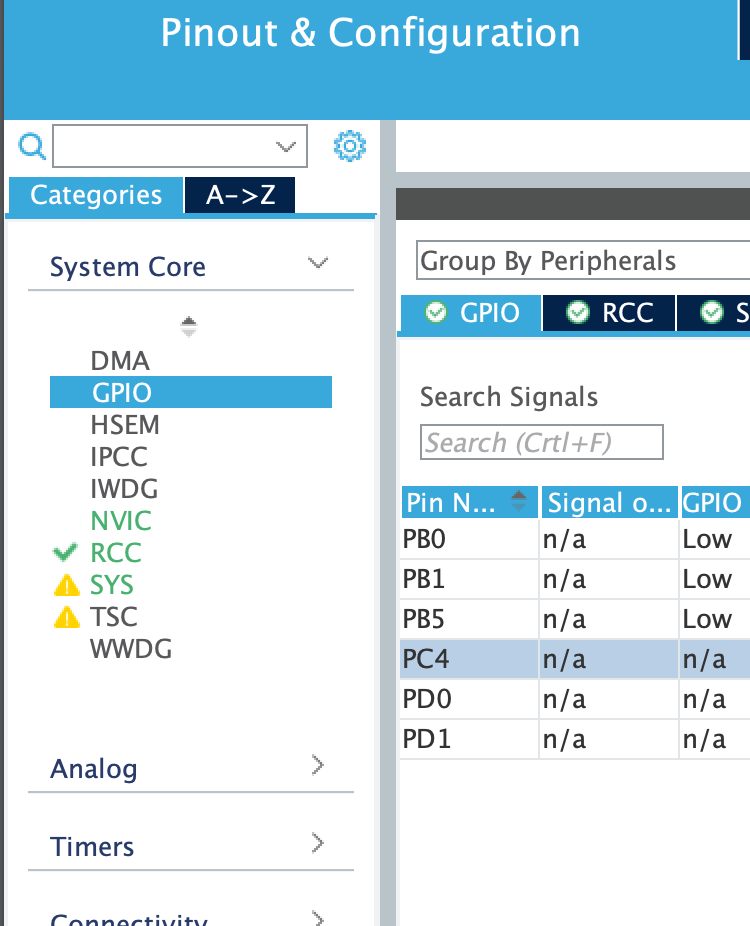 Pinout & Configuration
Categories
A->Z
System Core
DMA
GPIO
HSEM
IPCC
IWDG
NVIC
RCC
SYS
TSC
WWDG
Analog
Timers
Connectivity
Group By Peripherals
GPIO
RCC
S
Search Signals
Search (Crtl+F)
Pin N... Signal o... GPIO
PB0 n/a Low
PB1 n/a Low
PB5 n/a Low
PC4 n/a n/a
PD0 n/a n/a
PD1 n/a n/a